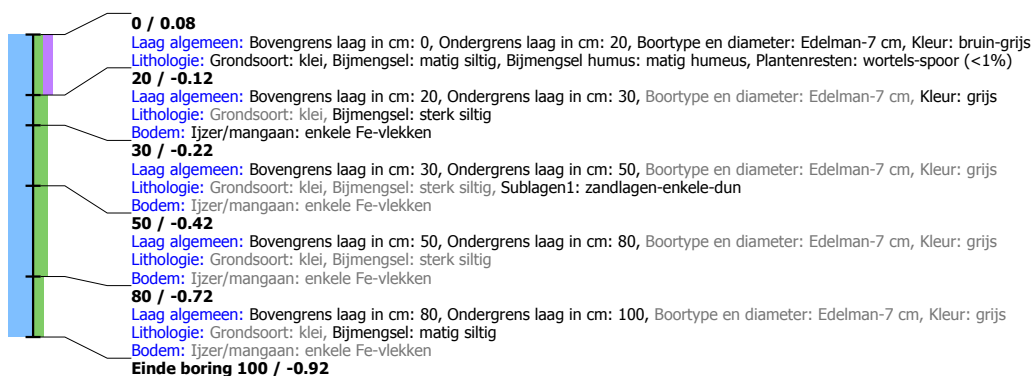 0 / 0.08
Laag algemeen: Bovengrens laag in cm: 0, Ondergrens laag in cm: 20, Boortype en diameter: Edelman-7 cm, Kleur: bruin-grijs
Lithologie: Grondsoort: klei, Bijmengsel: matig siltig, Bijmengsel humus: matig humeus, Plantenresten: wortels-spoor (<1%)
20 / -0.12
Laag algemeen: Bovengrens laag in cm: 20, Ondergrens laag in cm: 30, Boortype en diameter: Edelman-7 cm, Kleur: grijs
Lithologie: Grondsoort: klei, Bijmengsel: sterk siltig
Bodem: Ijzer/mangaan: enkele Fe-vlekken
30 / -0.22
Laag algemeen: Bovengrens laag in cm: 30, Ondergrens laag in cm: 50, Boortype en diameter: Edelman-7 cm, Kleur: grijs
Lithologie: Grondsoort: klei, Bijmengsel: sterk siltig, Sublagen1: zandlagen-enkele-dun
Bodem: Ijzer/mangaan: enkele Fe-vlekken
50 / -0.42
Laag algemeen: Bovengrens laag in cm: 50, Ondergrens laag in cm: 80, Boortype en diameter: Edelman-7 cm, Kleur: grijs
Lithologie: Grondsoort: klei, Bijmengsel: sterk siltig
Bodem: Ijzer/mangaan: enkele Fe-vlekken
80 / -0.72
Laag algemeen: Bovengrens laag in cm: 80, Ondergrens laag in cm: 100, Boortype en diameter: Edelman-7 cm, Kleur: grijs
Lithologie: Grondsoort: klei, Bijmengsel: matig siltig
Bodem: Ijzer/mangaan: enkele Fe-vlekken
Einde boring 100 / -0.92